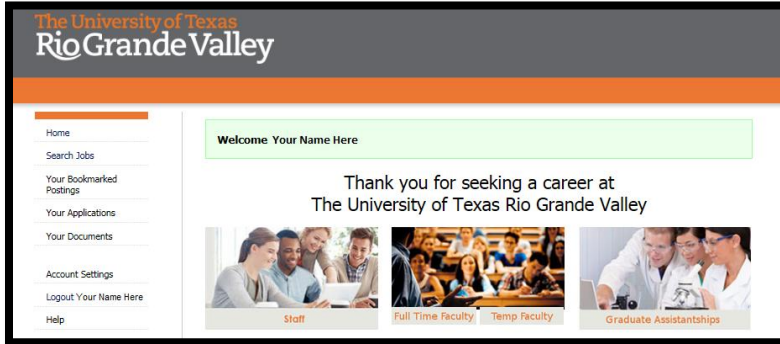 The University of Texas
Rio Grande Valley
Home
Search Jobs
Your Bookmarked
Postings
Your Applications
Your Documents
Account Settings
Logout Your Name Here
Help
Welcome Your Name Here
Thank you for seeking a career at
The University of Texas Rio Grande Valley
Staff
Full Time Faculty
Temp Faculty
Graduate Assistantships